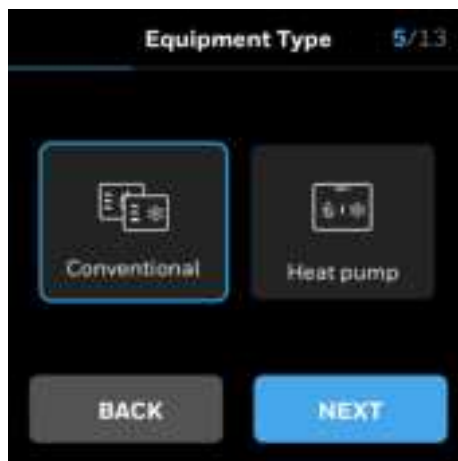 Equipment Type 5/13
Conventional
Heat pump
BACK
NEXT